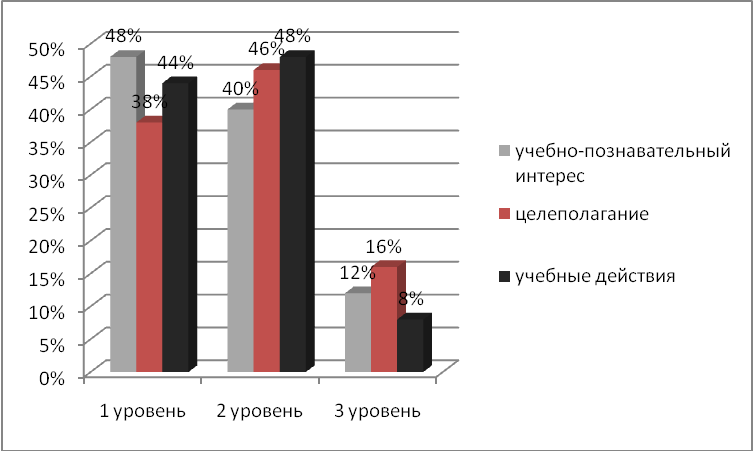 48%
38%
44%
40%
46%
48%
12%
16%
8%
50%
45%
40%
35%
30%
25%
20%
15%
10%
5%
0%
1 уровень
2 уровень
3 уровень
учебно-познавательный
интерес
целеполагание
учебные действия